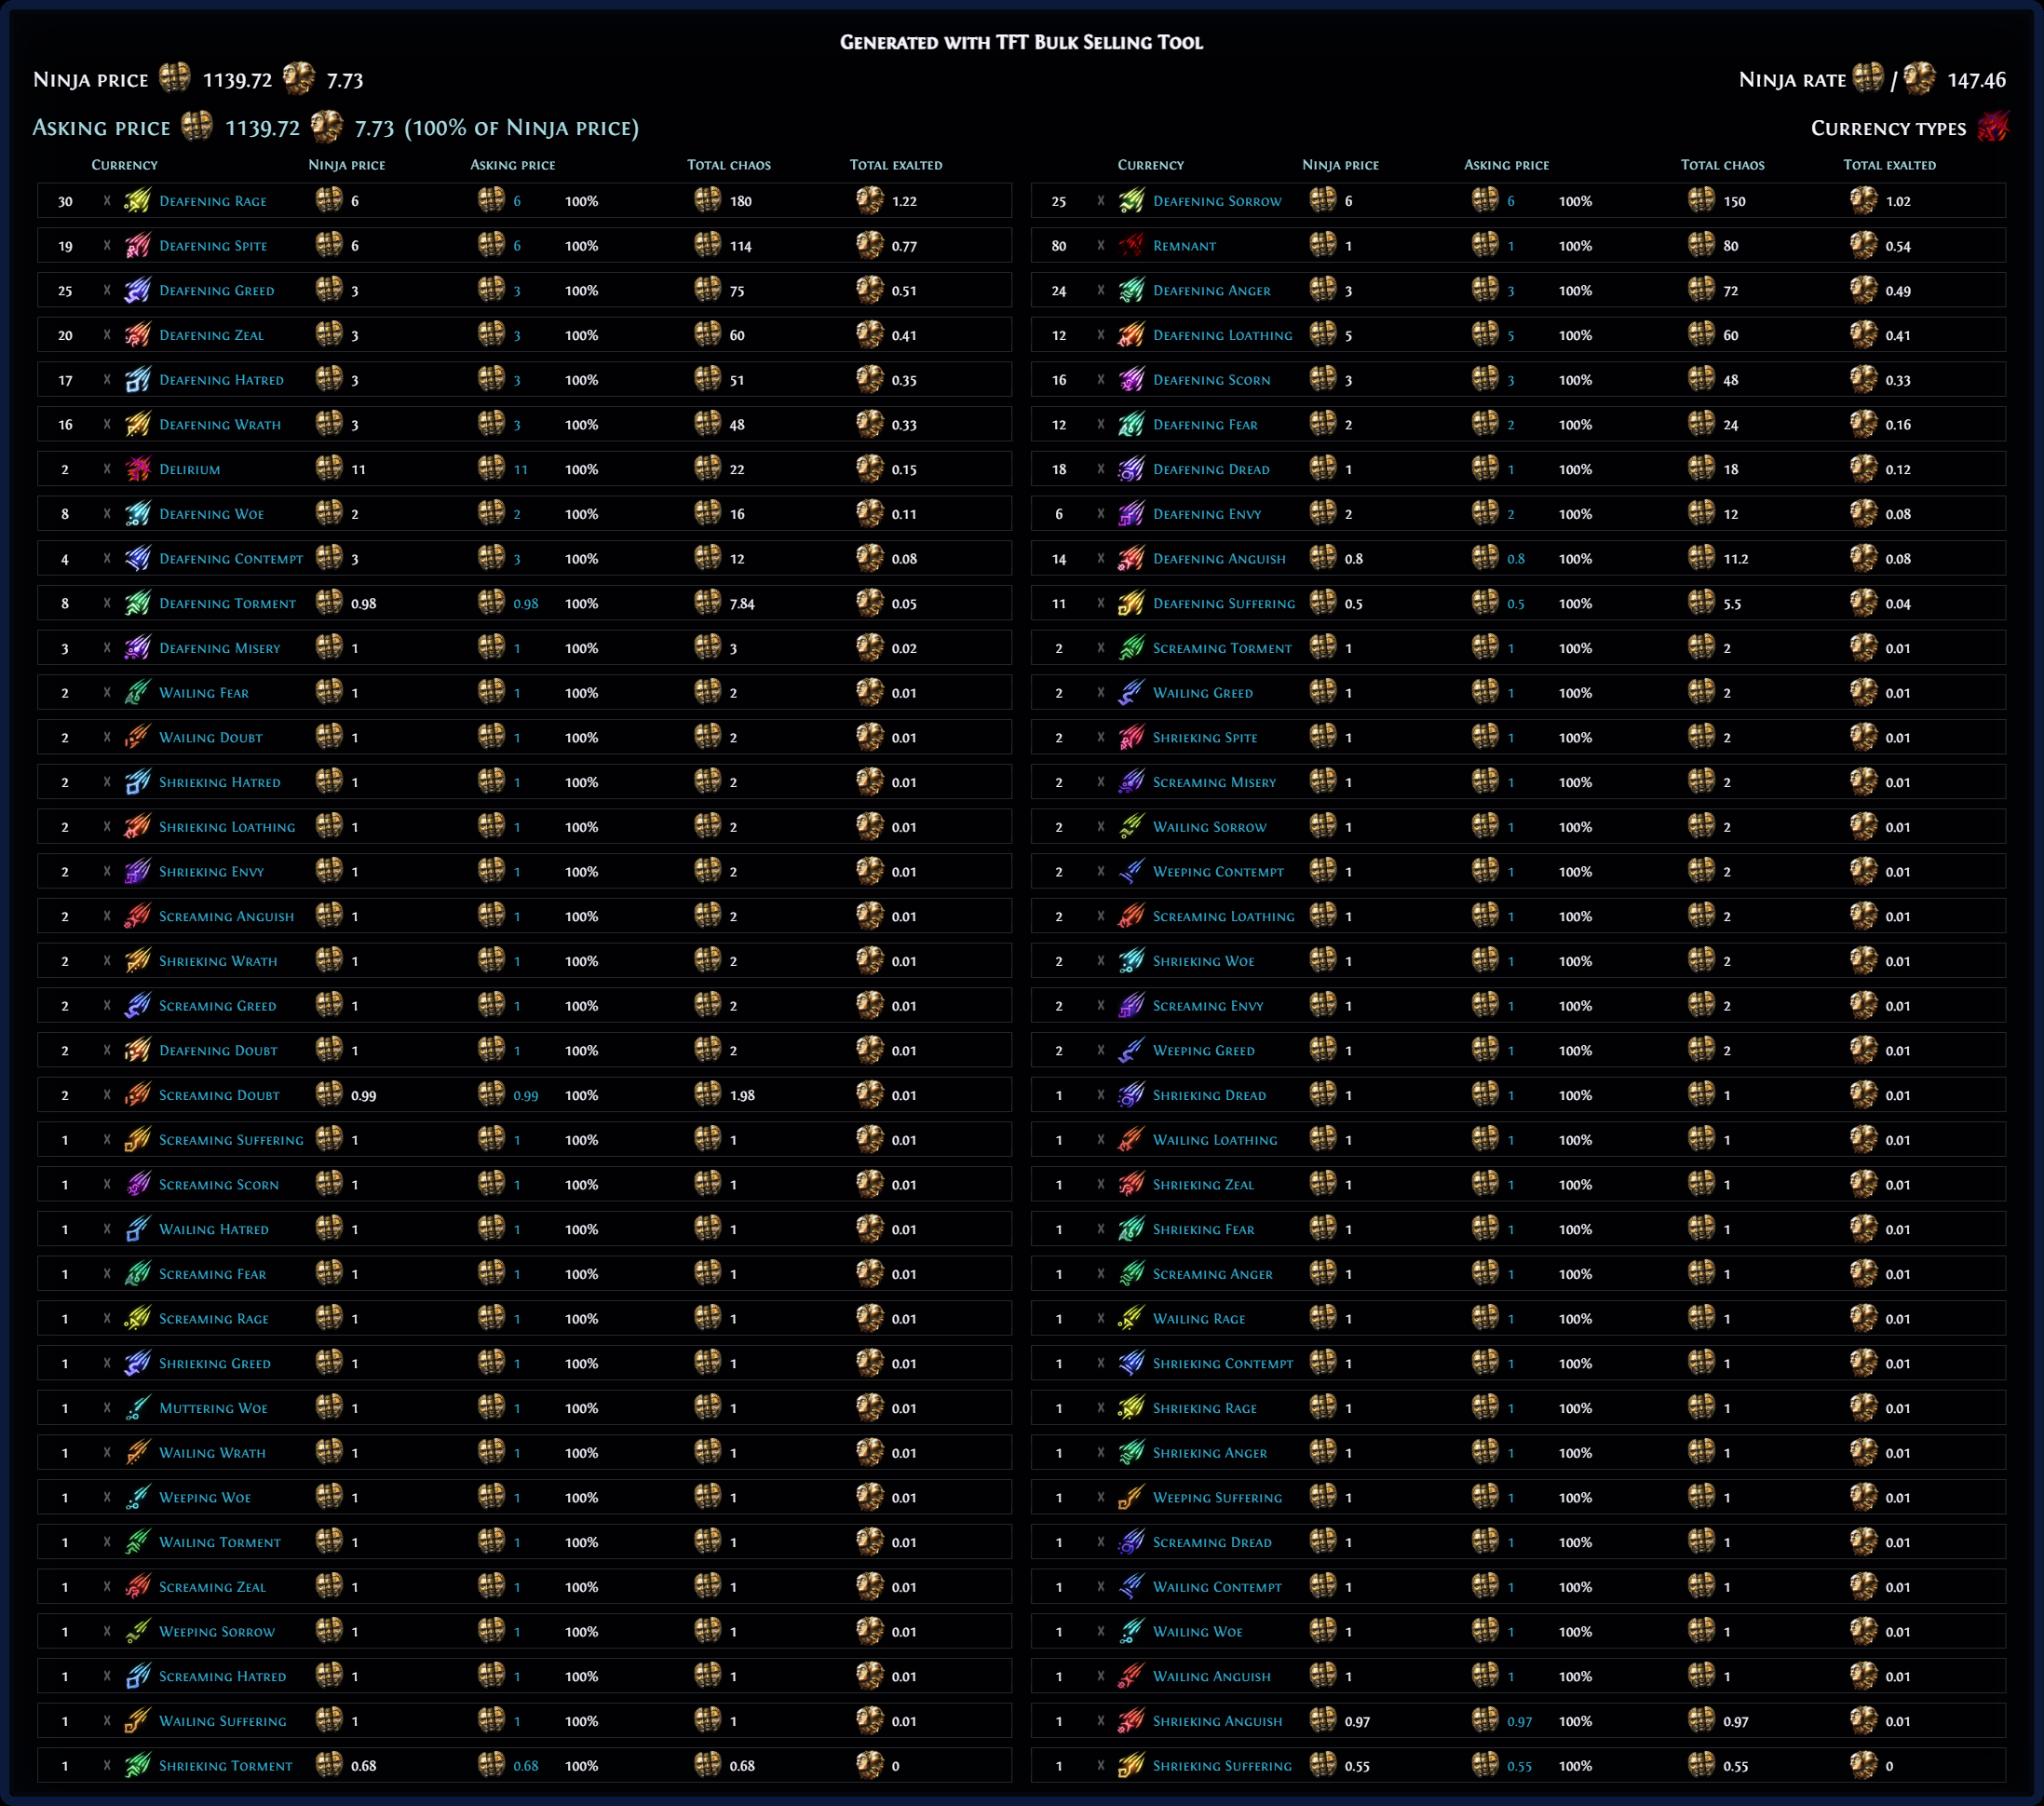 Generated with TFT Bulk Selling Tool
Ninja price 1139.72 7.73
Ninja rate / 147.46
Asking price 1139.72 7.73 (100% of Ninja price)
Currency types
Currency Ninja price Asking price Total chaos Total exalted Currency Ninja price Asking price Total chaos Total exalted
30 x Deafening Rage 6 6 100% 180 1.22 25 x Deafening Sorrow 6 6 100% 150 1.02
19 x Deafening Spite 6 6 100% 114 0.77 80 x Remnant 1 1 100% 80 0.54
25 x Deafening Greed 3 3 100% 75 0.51 24 x Deafening Anger 3 3 100% 72 0.49
20 x Deafening Zeal 3 3 100% 60 0.41 12 x Deafening Loathing 5 5 100% 60 0.41
17 x Deafening Hatred 3 3 100% 51 0.35 16 x Deafening Scorn 3 3 100% 48 0.33
16 x Deafening Wrath 3 3 100% 48 0.33 12 x Deafening Fear 2 2 100% 24 0.16
2 x Delirium 11 11 100% 22 0.15 18 x Deafening Dread 1 1 100% 18 0.12
8 x Deafening Woe 2 2 100% 16 0.11 6 x Deafening Envy 2 2 100% 12 0.08
4 x Deafening Contempt 3 3 100% 12 0.08 14 x Deafening Anguish 0.8 0.8 100% 11.2 0.08
8 x Deafening Torment 0.98 0.98 100% 7.84 0.05 11 x Deafening Suffering 0.5 0.5 100% 5.5 0.04
3 x Deafening Misery 1 1 100% 3 0.02 2 x Screaming Torment 1 1 100% 2 0.01
2 x Wailing Fear 1 1 100% 2 0.01 2 x Wailing Greed 1 1 100% 2 0.01
2 x Wailing Doubt 1 1 100% 2 0.01 2 x Shrieking Spite 1 1 100% 2 0.01
2 x Shrieking Hatred 1 1 100% 2 0.01 2 x Screaming Misery 1 1 100% 2 0.01
2 x Shrieking Loathing 1 1 100% 2 0.01 2 x Wailing Sorrow 1 1 100% 2 0.01
2 x Shrieking Envy 1 1 100% 2 0.01 2 x Weeping Contempt 1 1 100% 2 0.01
2 x Screaming Anguish 1 1 100% 2 0.01 2 x Screaming Loathing 1 1 100% 2 0.01
2 x Shrieking Wrath 1 1 100% 2 0.01 2 x Shrieking Woe 1 1 100% 2 0.01
2 x Screaming Greed 1 1 100% 2 0.01 2 x Screaming Envy 1 1 100% 2 0.01
2 x Deafening Doubt 1 1 100% 2 0.01 2 x Weeping Greed 1 1 100% 2 0.01
2 x Screaming Doubt 0.99 0.99 100% 1.98 0.01 1 x Shrieking Dread 1 1 100% 1 0.01
1 x Screaming Suffering 1 1 100% 1 0.01 1 x Wailing Loathing 1 1 100% 1 0.01
1 x Screaming Scorn 1 1 100% 1 0.01 1 x Shrieking Zeal 1 1 100% 1 0.01
1 x Wailing Hatred 1 1 100% 1 0.01 1 x Shrieking Fear 1 1 100% 1 0.01
1 x Screaming Fear 1 1 100% 1 0.01 1 x Screaming Anger 1 1 100% 1 0.01
1 x Screaming Rage 1 1 100% 1 0.01 1 x Wailing Rage 1 1 100% 1 0.01
1 x Shrieking Greed 1 1 100% 1 0.01 1 x Shrieking Contempt 1 1 100% 1 0.01
1 x Muttering Woe 1 1 100% 1 0.01 1 x Shrieking Rage 1 1 100% 1 0.01
1 x Wailing Wrath 1 1 100% 1 0.01 1 x Shrieking Anger 1 1 100% 1 0.01
1 x Weeping Woe 1 1 100% 1 0.01 1 x Weeping Suffering 1 1 100% 1 0.01
1 x Wailing Torment 1 1 100% 1 0.01 1 x Screaming Dread 1 1 100% 1 0.01
1 x Screaming Zeal 1 1 100% 1 0.01 1 x Wailing Contempt 1 1 100% 1 0.01
1 x Weeping Sorrow 1 1 100% 1 0.01 1 x Wailing Woe 1 1 100% 1 0.01
1 x Screaming Hatred 1 1 100% 1 0.01 1 x Wailing Anguish 1 1 100% 1 0.01
1 x Wailing Suffering 1 1 100% 1 0.01 1 x Shrieking Anguish 0.97 0.97 100% 0.97 0.01
1 x Shrieking Torment 0.68 0.68 100% 0.68 0 1 x Shrieking Suffering 0.55 0.55 100% 0.55 0